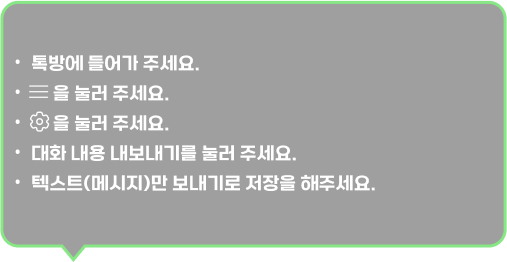 • 톡방에 들어가 주세요.
• ☰ 을 눌러 주세요.
• ⚙ 을 눌러 주세요.
• 대화 내용 내보내기를 눌러 주세요.
• 텍스트(메시지)만 보내기로 저장을 해주세요.